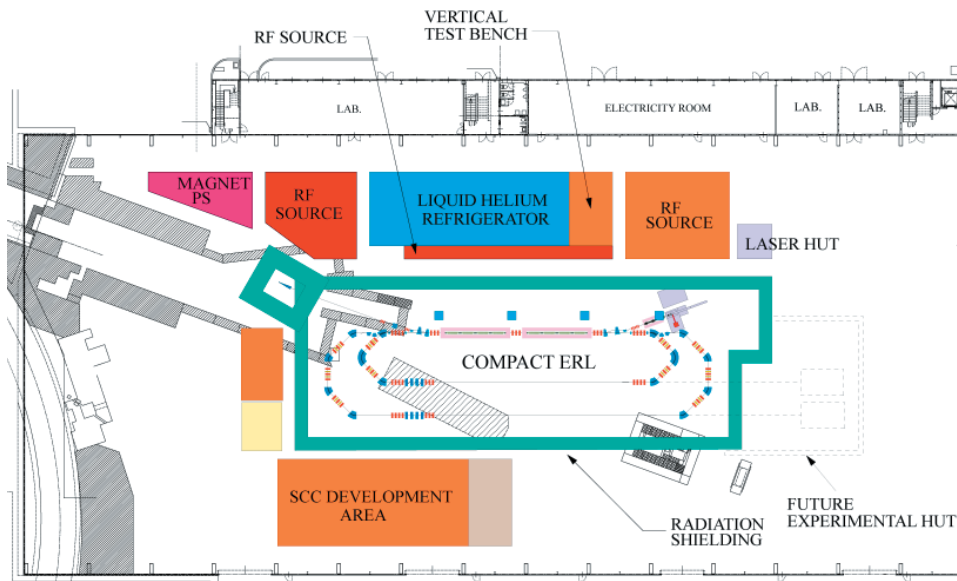 VERTICAL
TEST BENCH
RF SOURCE
LAB.
ELECTRICITY ROOM
LAB.
LAB.
MAGNET
PS
RF
SOURCE
LIQUID HELIUM
REFRIGERATOR
RF
SOURCE
LASER HUT
COMPACT ERL
SCC DEVELOPMENT
AREA
RADIATION
SHIELDING
FUTURE
EXPERIMENTAL HUT